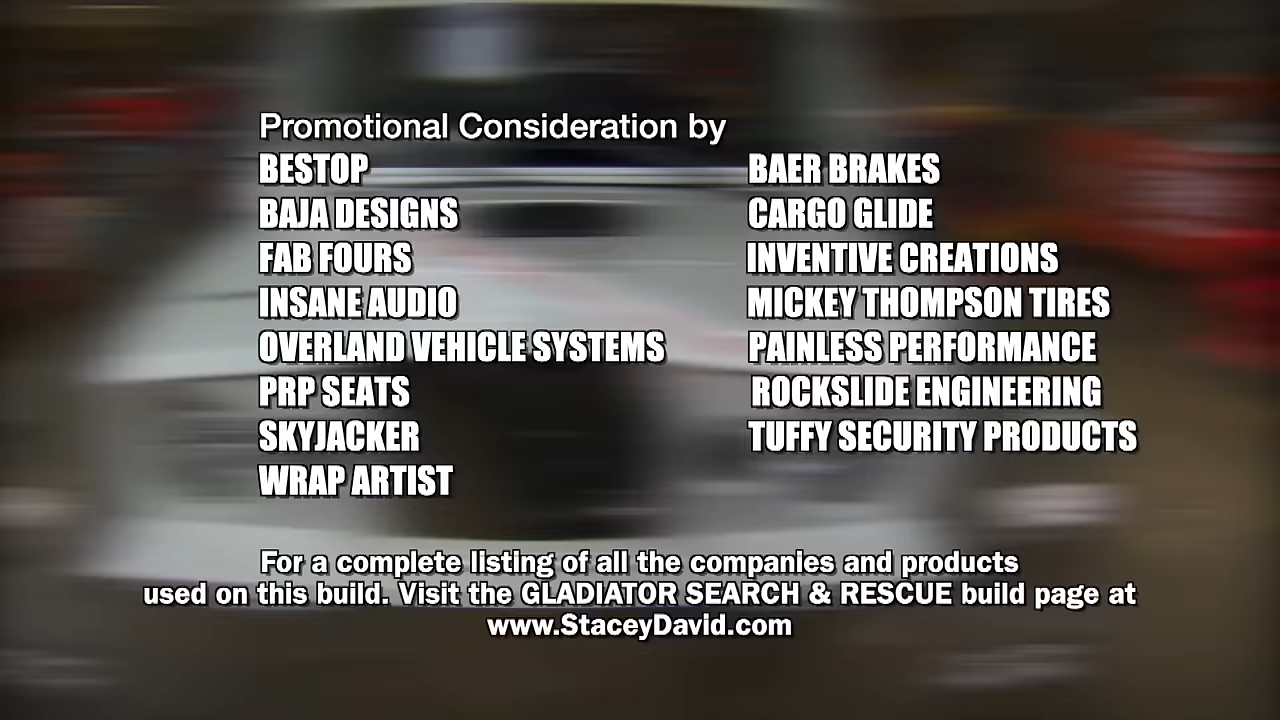 Promotional Consideration by
BESTOP
BAJA DESIGNS
FAB FOURS
INSANE AUDIO
OVERLAND VEHICLE SYSTEMS
PRP SEATS
SKYJACKER
WRAP ARTIST
BAER BRAKES
CARGO GLIDE
INVENTIVE CREATIONS
MICKEY THOMPSON TIRES
PAINLESS PERFORMANCE
ROCKSLIDE ENGINEERING
TUFFY SECURITY PRODUCTS
For a complete listing of all the companies and products
used on this build. Visit the GLADIATOR SEARCH & RESCUE build page at
www.StaceyDavid.com